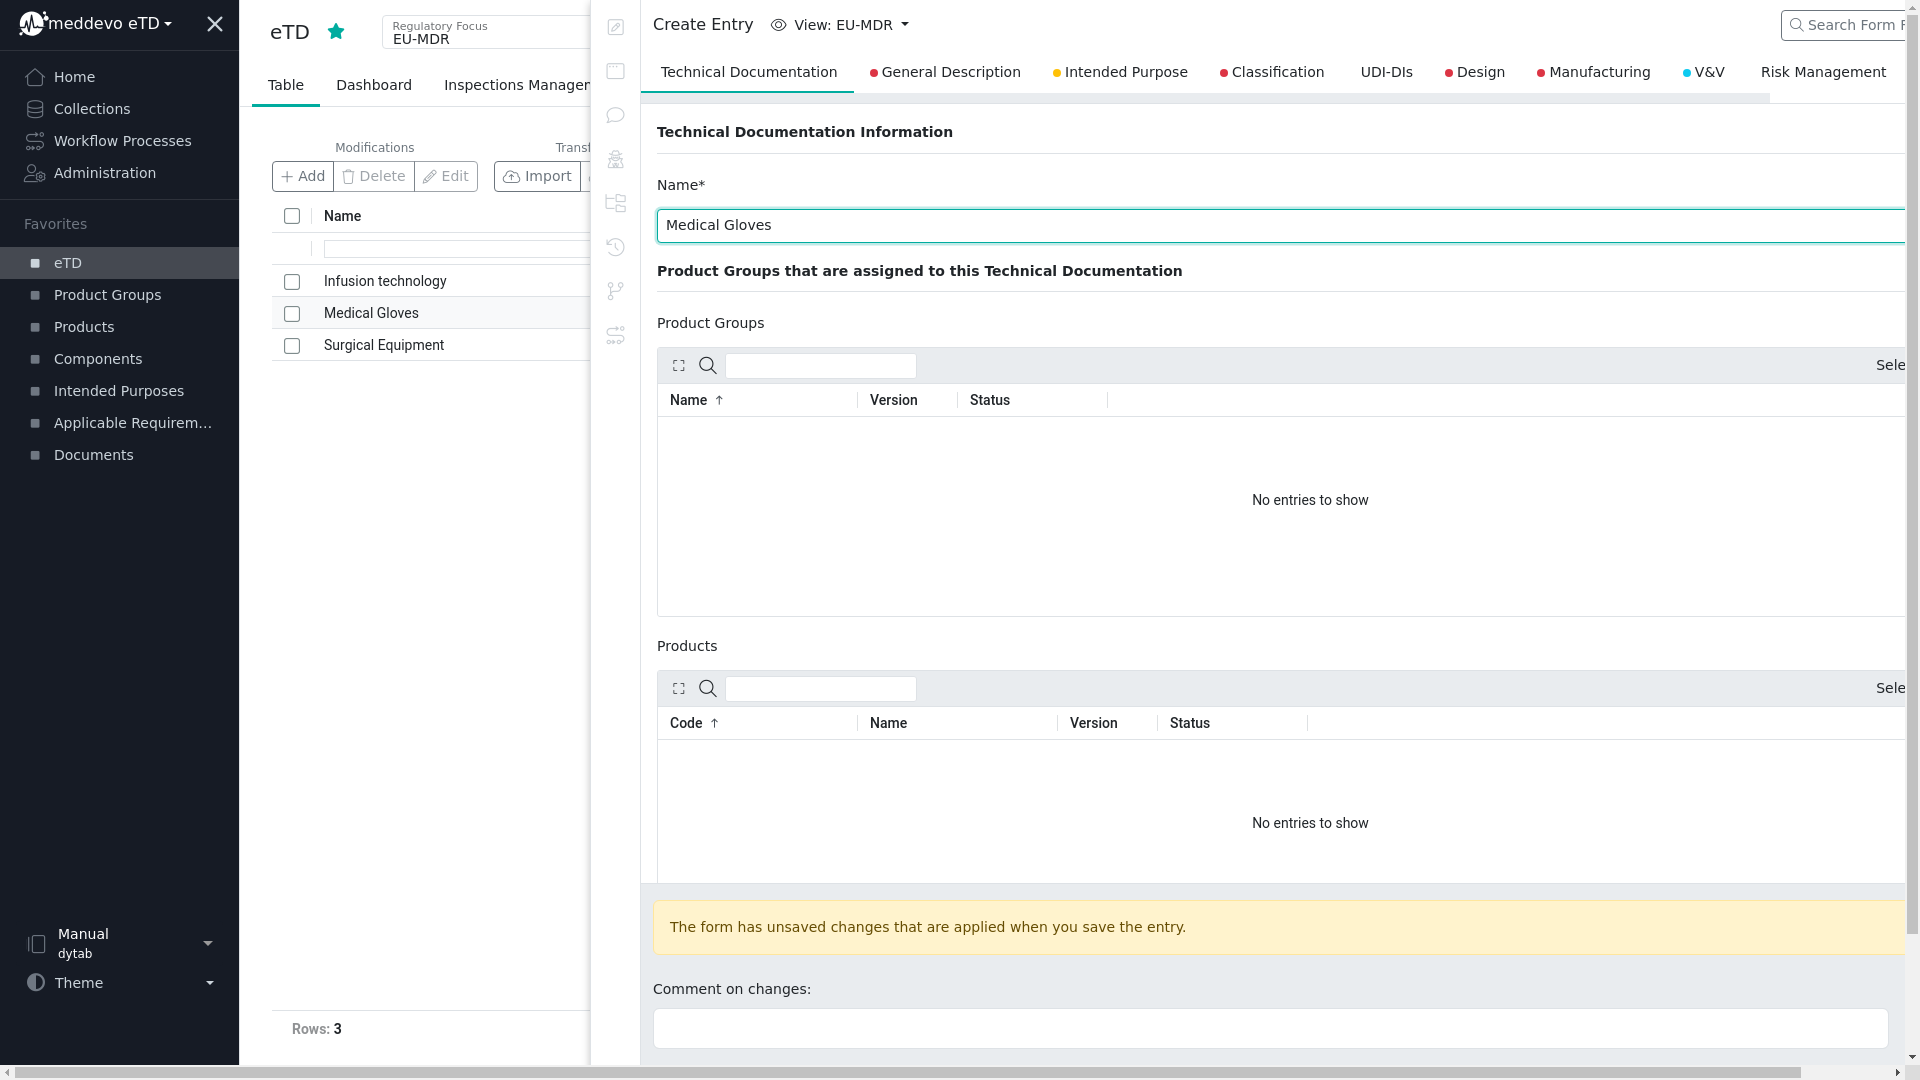 meddevo eTD
Home
Collections
Workflow Processes
Administration
Favorites
eTD
Product Groups
Products
Components
Intended Purposes
Applicable Requirem...
Documents
Manual
dytab
Theme
eTD
Regulatory Focus
EU-MDR
Table
Dashboard
Inspections Manager
Modifications
Transf
Add
Delete
Edit
Import
Name
Infusion technology
Medical Gloves
Surgical Equipment
Rows: 3
Create Entry
View: EU-MDR
Search Form F
Technical Documentation
General Description
Intended Purpose
Classification
UDI-DIs
Design
Manufacturing
V&V
Risk Management
Technical Documentation Information
Name*
Medical Gloves
Product Groups that are assigned to this Technical Documentation
Product Groups
Sele
Name ↑
Version
Status
No entries to show
Products
Sele
Code ↑
Name
Version
Status
No entries to show
The form has unsaved changes that are applied when you save the entry.
Comment on changes: